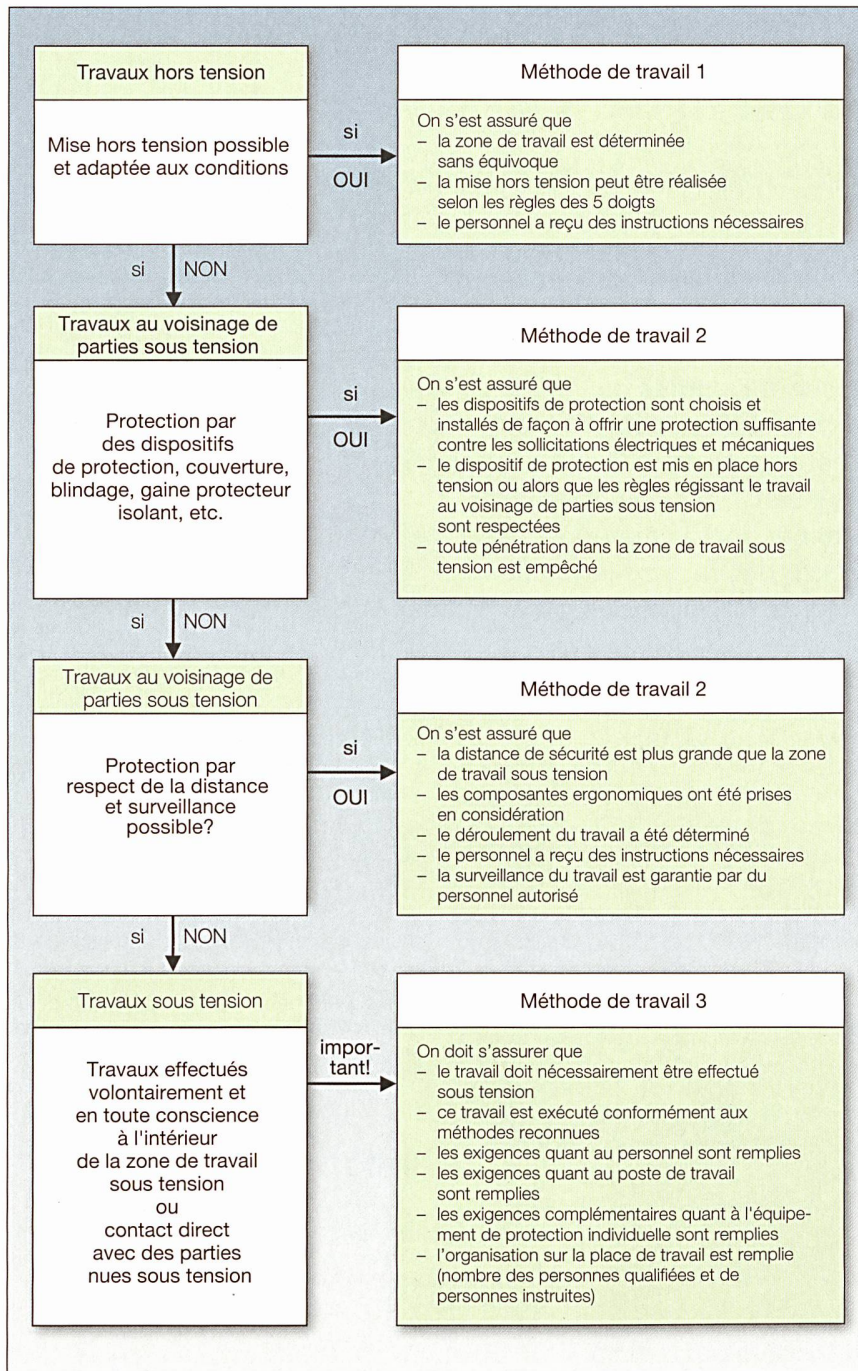 Travaux hors tension
Mise hors tension possible
et adaptée aux conditions
si
OUI
Méthode de travail 1
On s'est assuré que
– la zone de travail est déterminée
sans équivoque
– la mise hors tension peut être réalisée
selon les règles des 5 doigts
– le personnel a reçu des instructions nécessaires
si NON
Travaux au voisinage de
parties sous tension
Protection par
des dispositifs
de protection, couverture,
blindage, gaine protecteur
isolant, etc.
si
OUI
Méthode de travail 2
On s'est assuré que
– les dispositifs de protection sont choisis et
installés de façon à offrir une protection suffisante
contre les sollicitations électriques et mécaniques
– le dispositif de protection est mis en place hors
tension ou alors que les règles régissant le travail
au voisinage de parties sous tension
sont respectées
– toute pénétration dans la zone de travail sous
tension est empêché
si NON
Travaux au voisinage de
parties sous tension
Protection par
respect de la distance
et surveillance
possible?
si
OUI
Méthode de travail 2
On s'est assuré que
– la distance de sécurité est plus grande que la zone
de travail sous tension
– les composantes ergonomiques ont été prises
en considération
– le déroulement du travail a été déterminé
– le personnel a reçu des instructions nécessaires
– la surveillance du travail est garantie par du
personnel autorisé
si NON
Travaux sous tension
Travaux effectués
volontairement et
en toute conscience
à l'intérieur
de la zone de travail
sous tension
ou
contact direct
avec des parties
nues sous tension
impor-
tant!
Méthode de travail 3
On doit s'assurer que
– le travail doit nécessairement être effectué
sous tension
– ce travail est exécuté conformément aux
méthodes reconnues
– les exigences quant au personnel sont remplies
– les exigences quant au poste de travail
sont remplies
– les exigences complémentaires quant à l'équipe-
ment de protection individuelle sont remplies
– l'organisation sur la place de travail est remplie
(nombre des personnes qualifiées et de
personnes instruites)